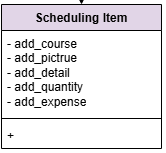 Scheduling Item
- add_course
- add_pictrue
- add_detail
- add_quantity
- add_expense
+